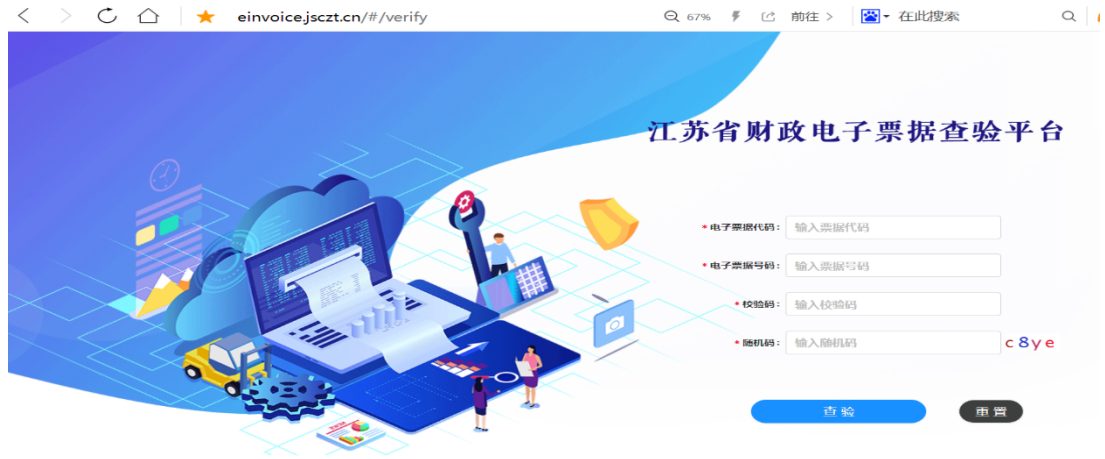 einvoice.jsczt.cn/#/verify 67% 前往 > 在此搜索
江苏省财政电子票据查验平台
*电子票据代码: 输入票据代码
*电子票据号码: 输入票据号码
*校验码: 输入校验码
*随机码: 输入随机码 c8ye
查验 重置